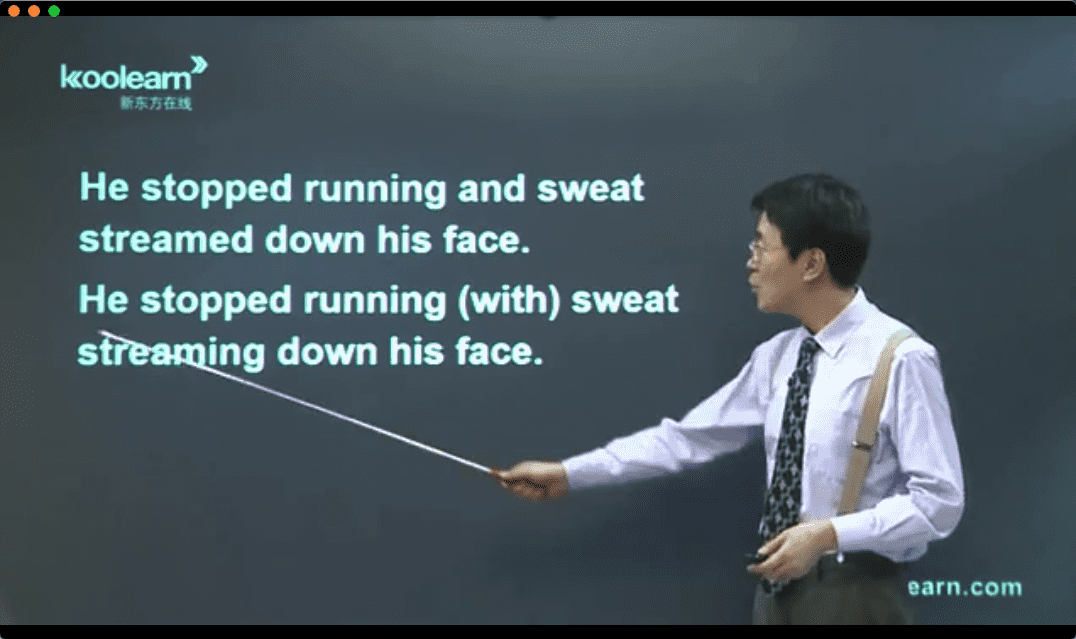 koolearn
新东方在线
He stopped running and sweat
streamed down his face.
He stopped running (with) sweat
streaming down his face.
earn.com